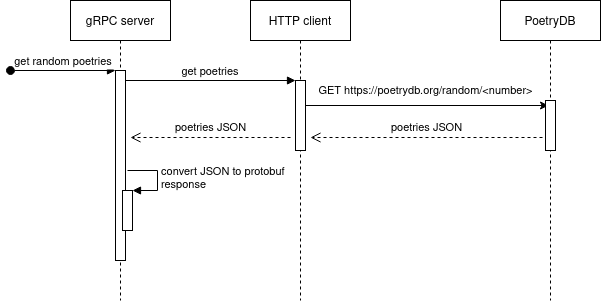 gRPC server
HTTP client
PoetryDB
get random poetries
get poetries
GET https://poetrydb.org/random/<number>
poetries JSON
poetries JSON
convert JSON to protobuf
response